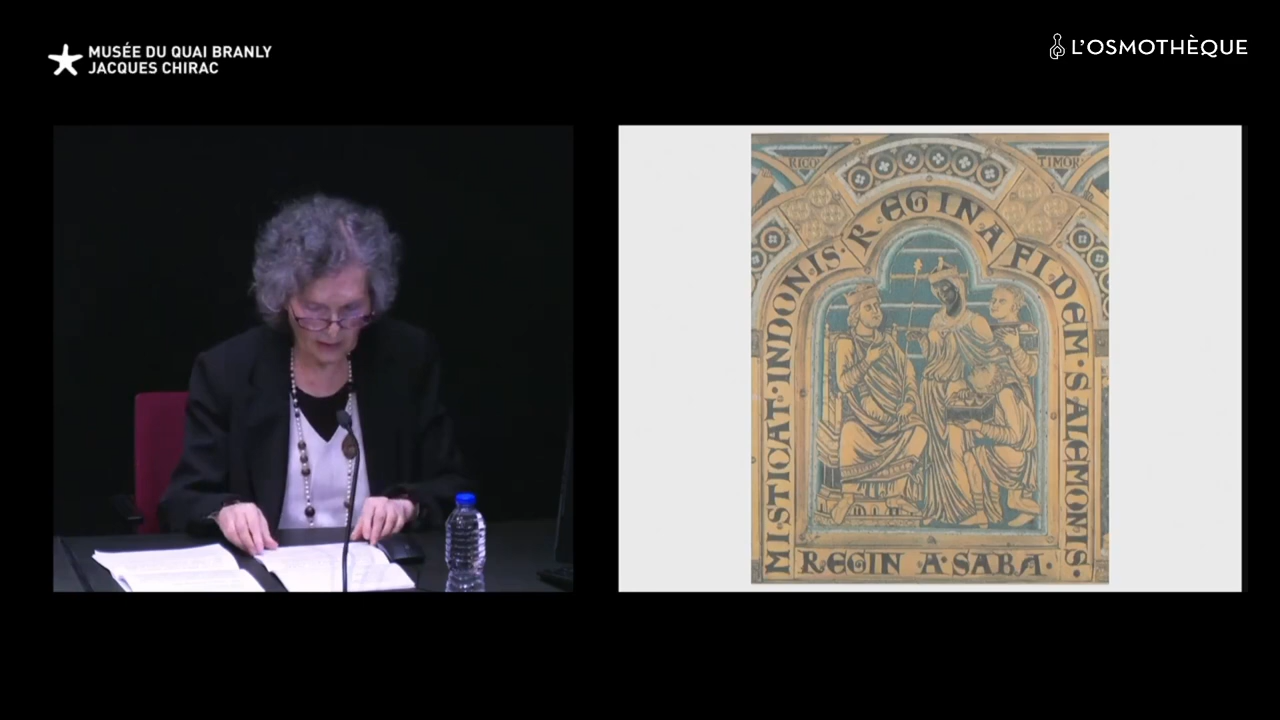 MUSÉE DU QUAI BRANLY
JACQUES CHIRAC
L'OSMOTHÈQUE
RICO
TIMOR
MISTICAT·INDONIS·REGINA FIDEM·SALEMONIS·
REGIN A·SABA·